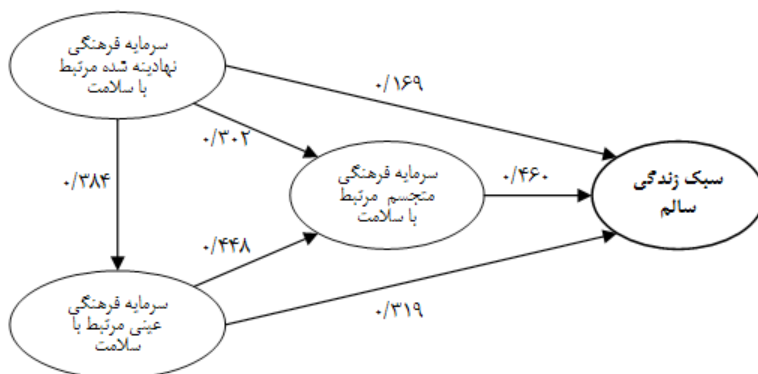 سرمایه فرهنگی
نهادینه شده مرتبط
با سلامت
۰/۱۶۹
۰/۳۰۲
۰/۳۸۴
سرمایه فرهنگی
متجسم مرتبط
با سلامت
۰/۴۶۰
سبک زندگی
سالم
۰/۴۴۸
سرمایه فرهنگی
عینی مرتبط با
سلامت
۰/۳۱۹